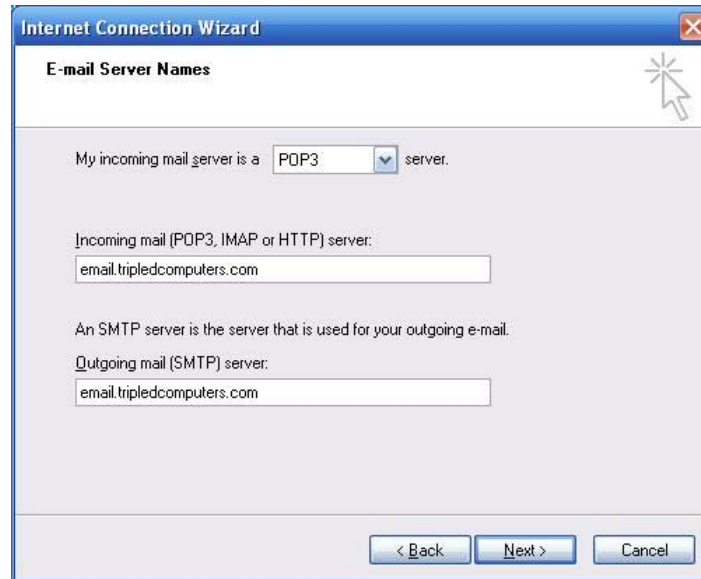 Internet Connection Wizard
E-mail Server Names
My incoming mail server is a POP3 server.
Incoming mail (POP3, IMAP or HTTP) server:
email.tripledcomputers.com
An SMTP server is the server that is used for your outgoing e-mail.
Outgoing mail (SMTP) server:
email.tripledcomputers.com
< Back Next > Cancel